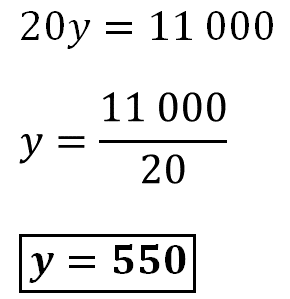 20y = 11 000
y = 11 000 / 20
y = 550